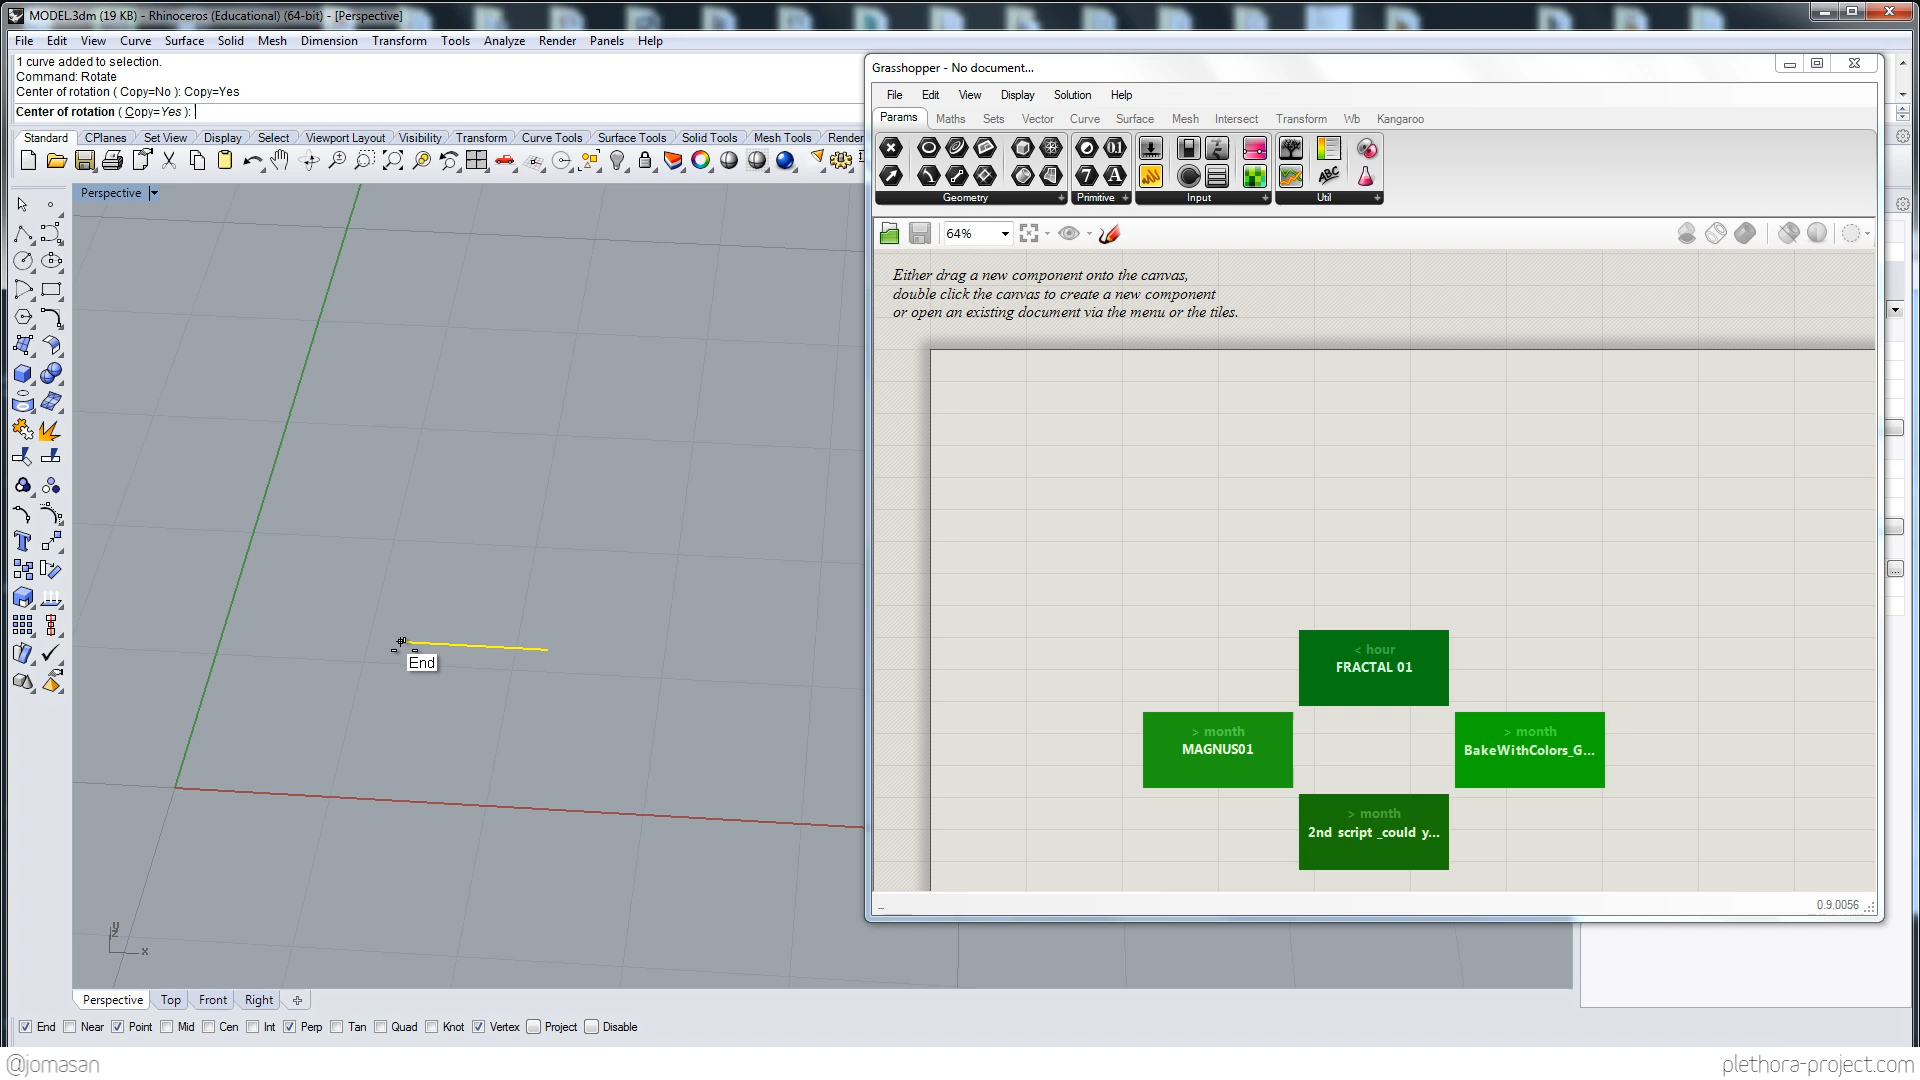 MODEL.3dm (19 KB) - Rhinoceros (Educational) (64-bit) - [Perspective]
File Edit View Curve Surface Solid Mesh Dimension Transform Tools Analyze Render Panels Help
1 curve added to selection.
Command: Rotate
Center of rotation ( Copy=No ): Copy=Yes
Center of rotation ( Copy=Yes ):
Standard CPlanes Set View Display Select Viewport Layout Visibility Transform Curve Tools Surface Tools Solid Tools Mesh Tools Render
Perspective
End
y
z
x
Perspective Top Front Right
End Near Point Mid Cen Int Perp Tan Quad Knot Vertex Project Disable
Grasshopper - No document...
File Edit View Display Solution Help
Params Maths Sets Vector Curve Surface Mesh Intersect Transform Wb Kangaroo
Geometry Primitive Input Util
64%
Either drag a new component onto the canvas,
double click the canvas to create a new component
or open an existing document via the menu or the tiles.
< hour
FRACTAL 01
> month
MAGNUS01
> month
BakeWithColors_G...
> month
2nd script _could y...
0.9.0056
@jomasan
plethora-project.com